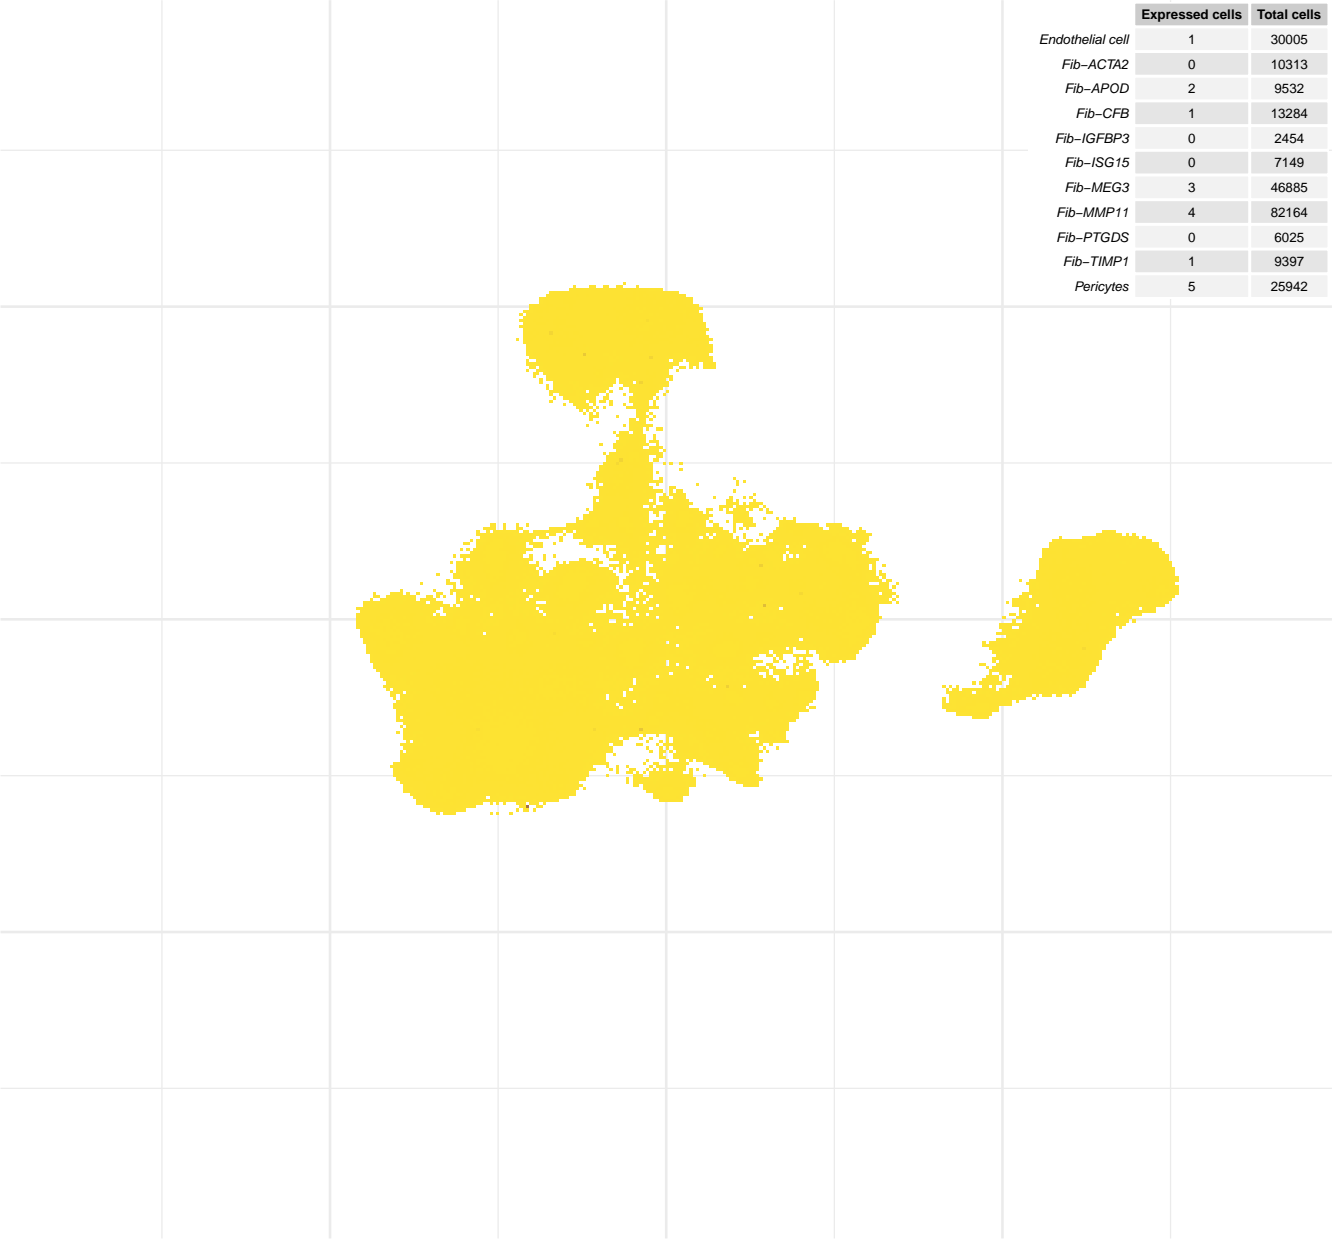 Expressed cells Total cells
Endothelial cell 1 30005
Fib−ACTA2 0 10313
Fib−APOD 2 9532
Fib−CFB 1 13284
Fib−IGFBP3 0 2454
Fib−ISG15 0 7149
Fib−MEG3 3 46885
Fib−MMP11 4 82164
Fib−PTGDS 0 6025
Fib−TIMP1 1 9397
Pericytes 5 25942